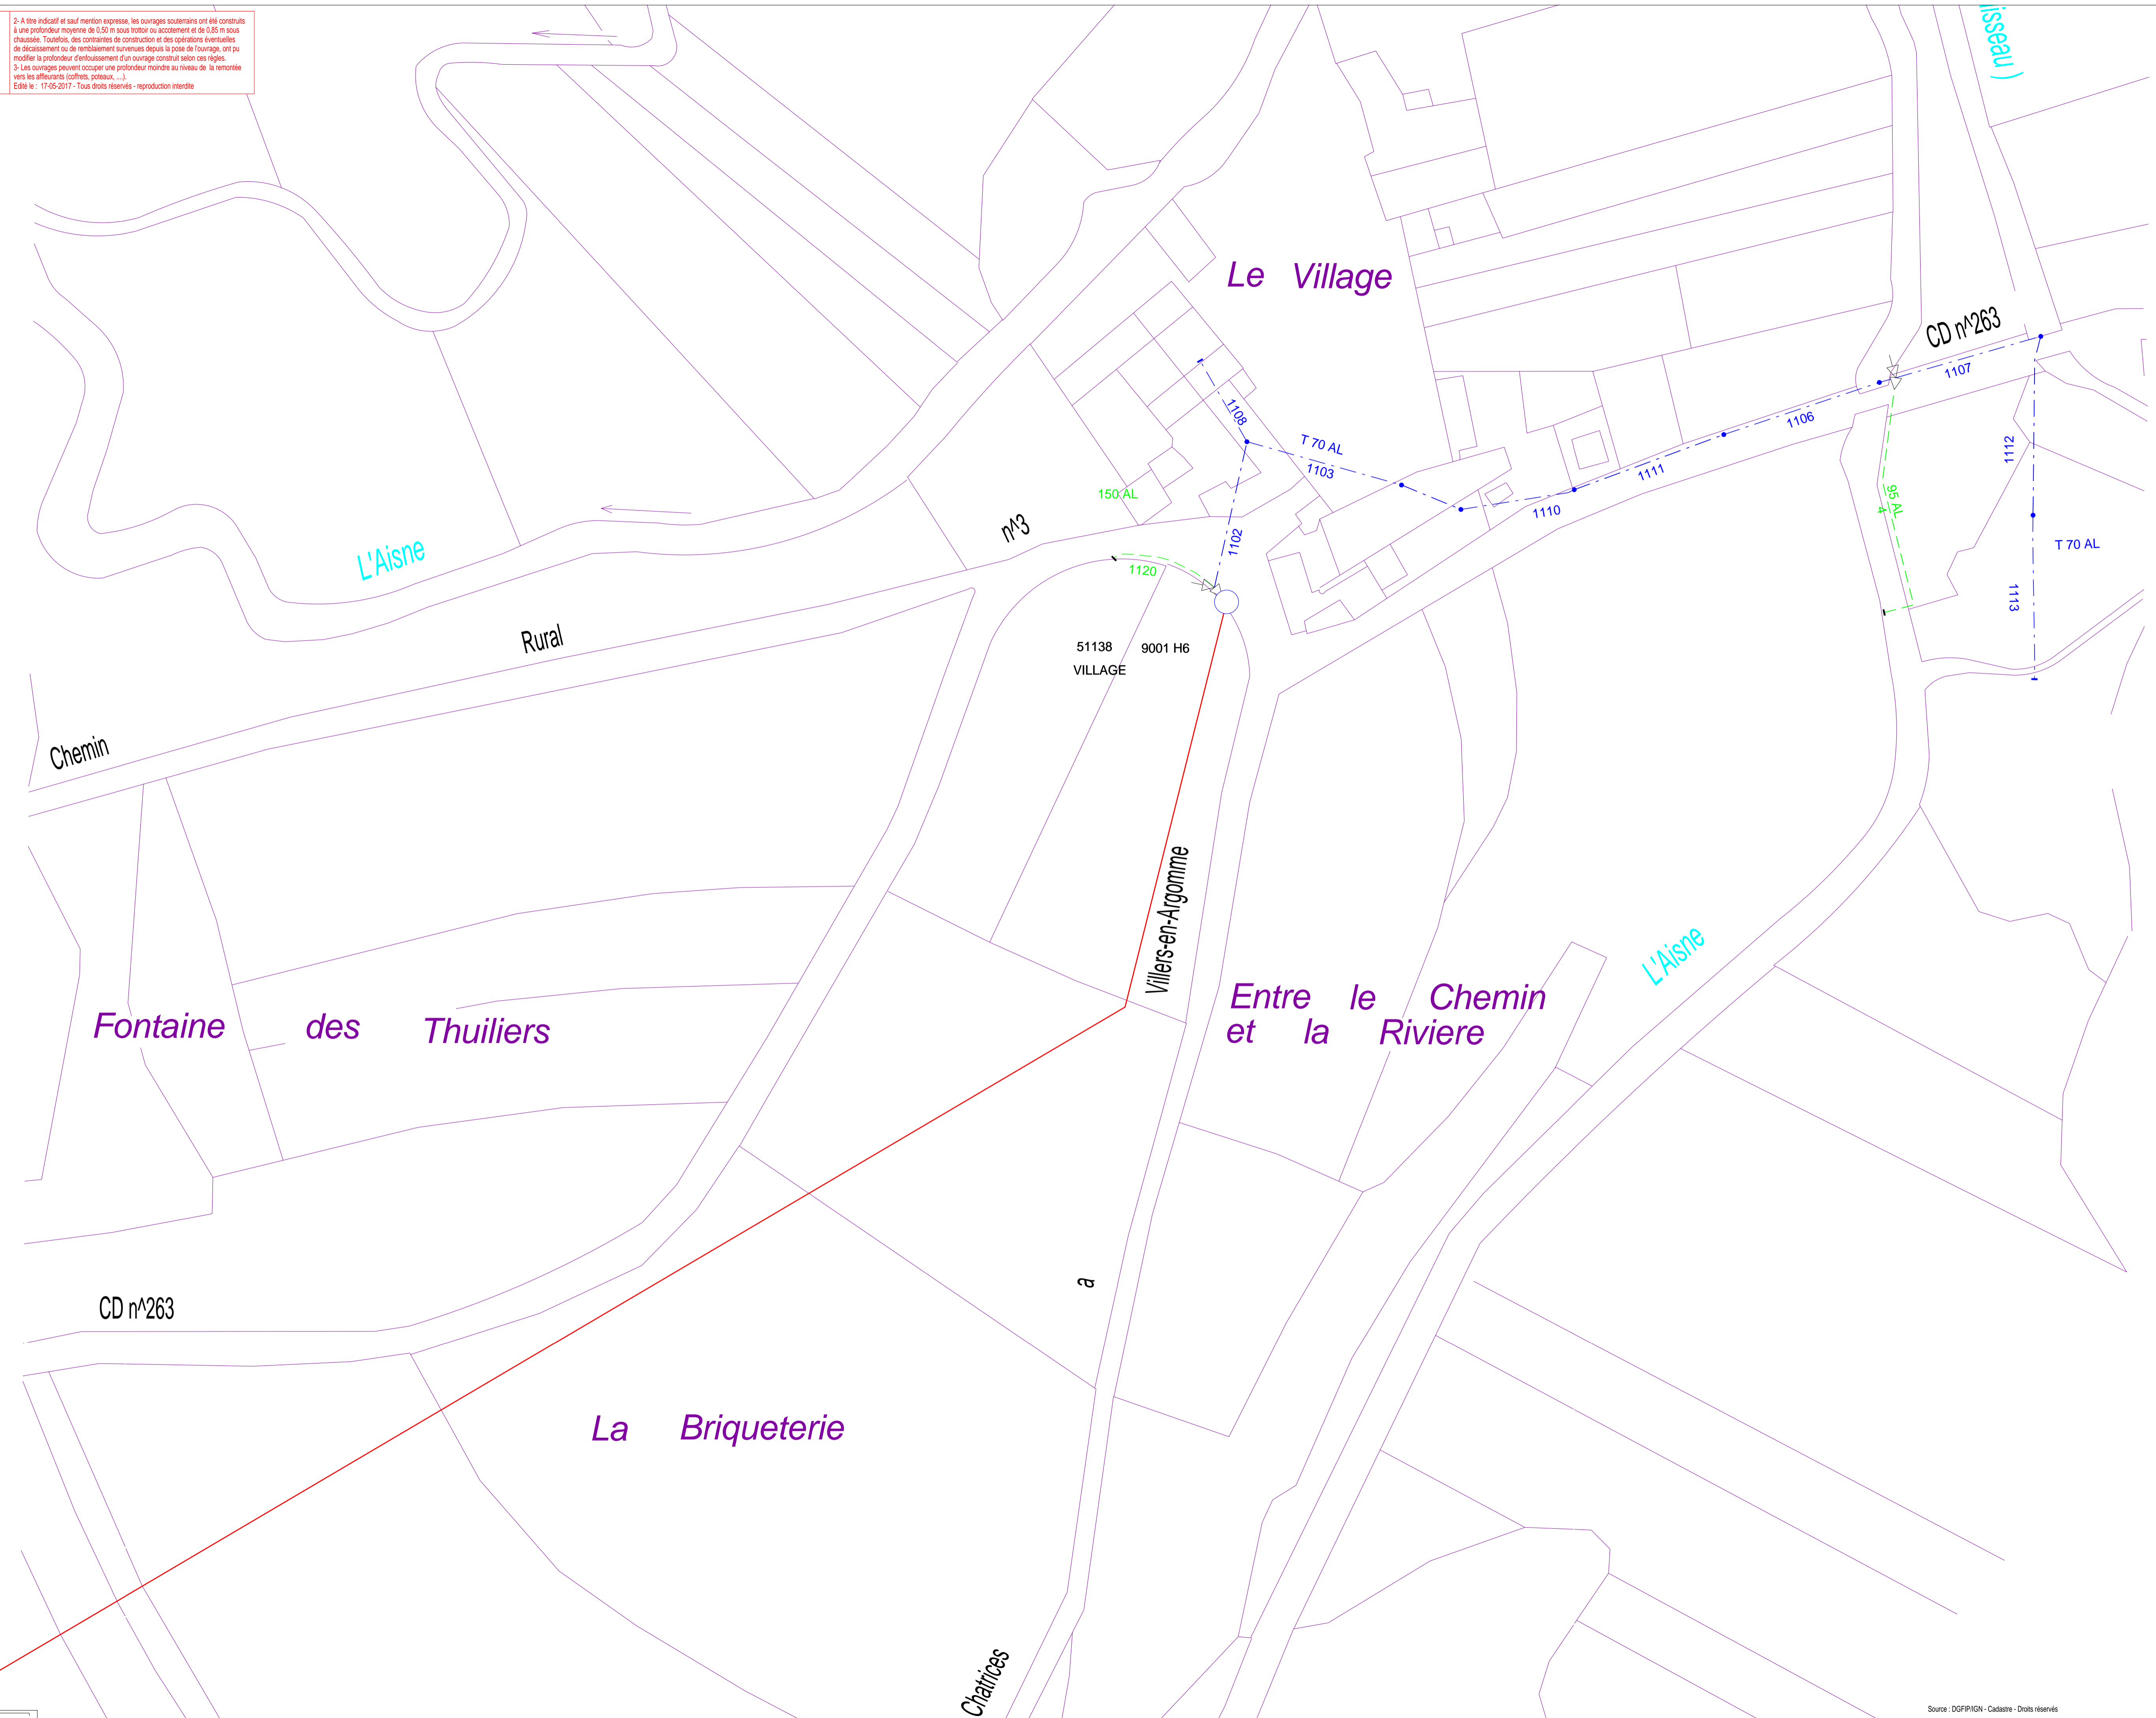 2- A titre indicatif et sauf mention expresse, les ouvrages souterrains ont été construits
à une profondeur moyenne de 0,50 m sous trottoir ou accotement et de 0,85 m sous
chaussée. Toutefois, des contraintes de construction et des opérations éventuelles
de décaissement ou de remblaiement survenues depuis la pose de l'ouvrage, ont pu
modifier la profondeur d'enfouissement d'un ouvrage construit selon ces règles.
3- Les ouvrages peuvent occuper une profondeur moindre au niveau de la remontée
vers les affleurants (coffrets, poteaux, ....).
Edité le : 17-05-2017 - Tous droits réservés - reproduction interdite
isseau )
Le Village
CD n^263
1107
1108
1106
T 70 AL
1103
1111
1112
150 AL
95 AL
4
1110
n^3
1102
T 70 AL
L'Aisne
1120
1113
Rural
51138 9001 H6
VILLAGE
Chemin
Villers-en-Argomme
L'Aisne
Entre le Chemin
et la Riviere
Fontaine des Thuiliers
a
CD n^263
La Briqueterie
Chatrices
Source : DGFIP/IGN - Cadastre - Droits réservés